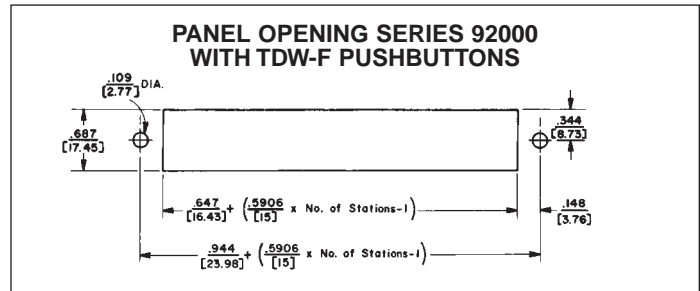 PANEL OPENING SERIES 92000
WITH TDW-F PUSHBUTTONS
.109
[2.77] DIA.
.687
[17.45]
.344
[8.73]
.647
[16.43] + (.5906
[15] x No. of Stations-1)
.148
[3.76]
.944
[23.98] + (.5906
[15] x No. of Stations-1)